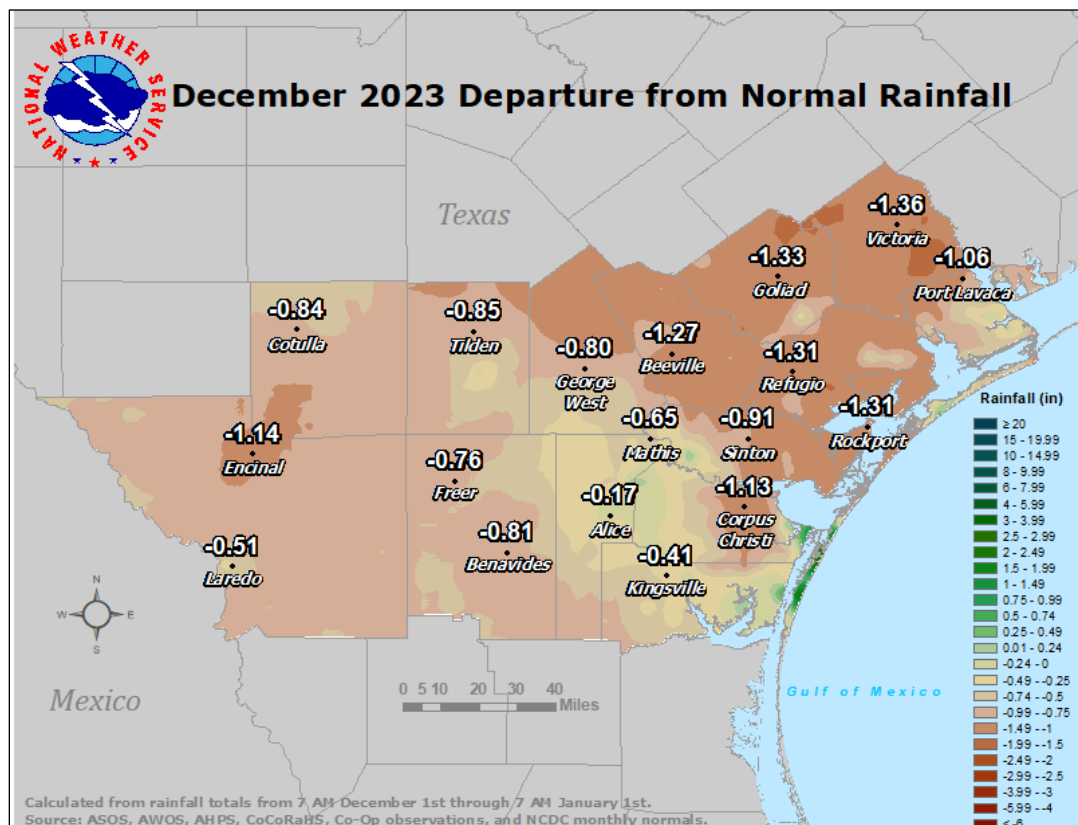 NATIONAL WEATHER SERVICE
December 2023 Departure from Normal Rainfall
Texas
-1.36
Victoria
-1.33
Goliad
-1.06
Port Lavaca
-0.84
Cotulla
-0.85
Tilden
-0.80
George
West
-1.27
Beeville
-1.31
Refugio
-1.31
Rockport
-0.65
Mathis
-0.91
Sinton
-1.14
Encinal
-0.76
Freer
-1.13
Corpus
Christi
-0.17
Alice
-0.51
Laredo
-0.81
Benavides
-0.41
Kingsville
Rainfall (in)
≥ 20
15 - 19.99
10 - 14.99
8 - 9.99
6 - 7.99
4 - 5.99
3 - 3.99
2.5 - 2.99
2 - 2.49
1.5 - 1.99
1 - 1.49
0.75 - 0.99
0.5 - 0.74
0.25 - 0.49
0.01 - 0.24
-0.24 - 0
-0.49 - -0.25
-0.74 - -0.5
-0.99 - -0.75
-1.49 - -1
-1.99 - -1.5
-2.49 - -2
-2.99 - -2.5
-3.99 - -3
-5.99 - -4
≤ -6
N
W E
S
Mexico
0 5 10 20 30 40
Miles
Gulf of Mexico
Calculated from rainfall totals from 7 AM December 1st through 7 AM January 1st.
Source: ASOS, AWOS, AHPS, CoCoRaHS, Co-Op observations, and NCDC monthly normals.